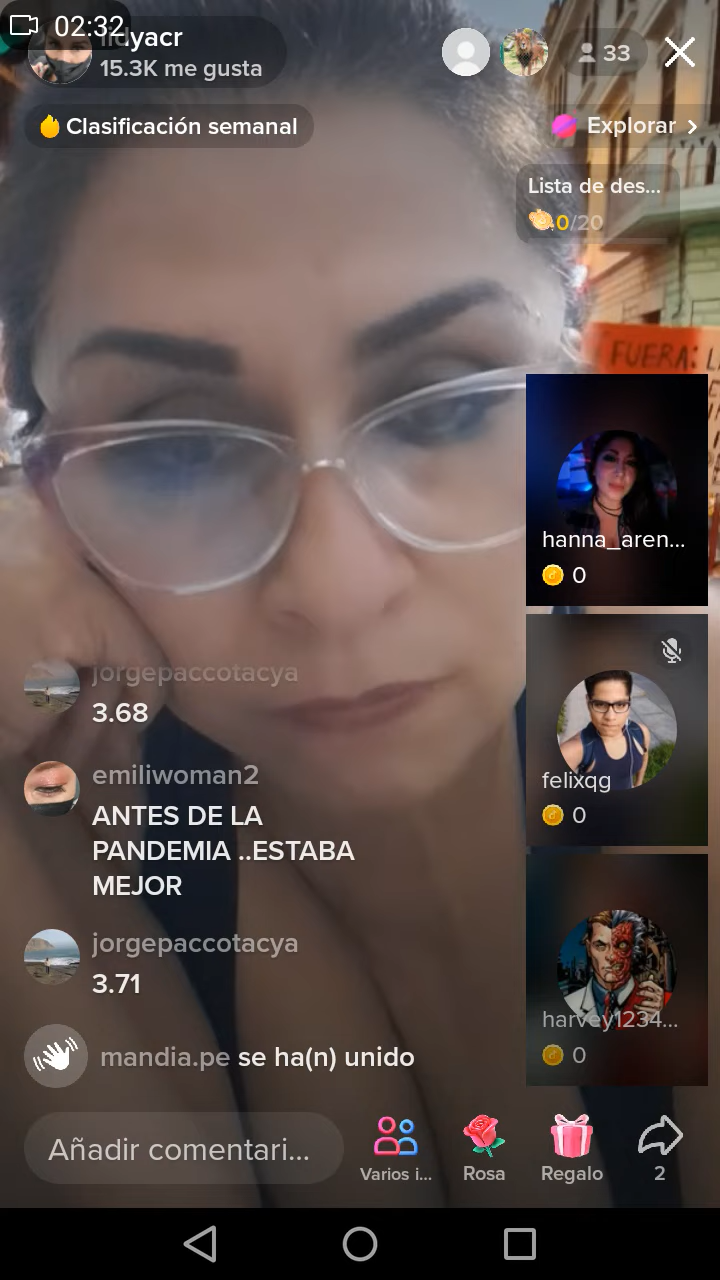 02:32
lidyacr
15.3K me gusta
33
Clasificación semanal
Explorar
Lista de des...
0/20
FUERA:
hanna_aren...
0
felixqg
0
harvey1234...
0
jorgepaccotacya
3.68
emiliwoman2
ANTES DE LA
PANDEMIA ..ESTABA
MEJOR
jorgepaccotacya
3.71
mandia.pe se ha(n) unido
Añadir comentari...
Varios i...
Rosa
Regalo
2